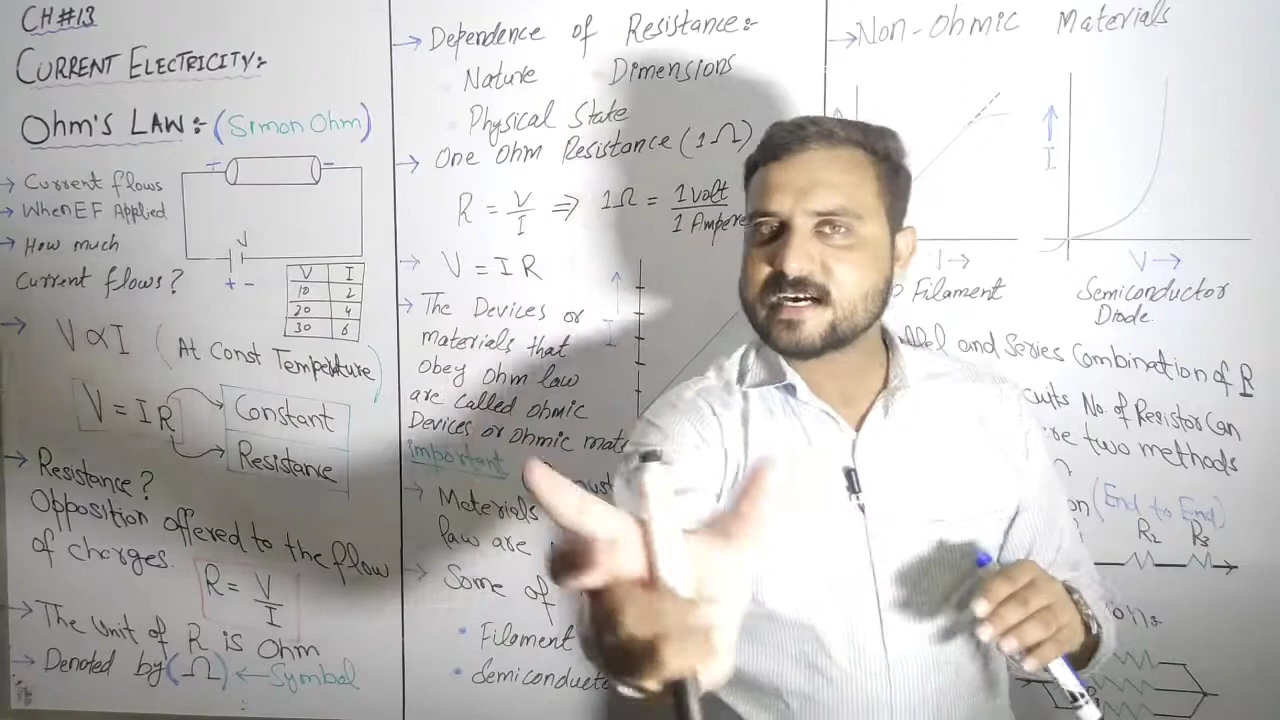 CH#13
CURRENT ELECTRICITY:-
OHM'S LAW:- (Simon Ohm)
+ -
→ Current flows
→ When EF Applied
→ How much
Current flows?
V
+ -
V I
10 2
20 4
30 6
→ V ∝ I (At Const Temperature)
V = I R
Constant
Resistanse
→ Resistance?
Opposition offered to the flow
of charges.
R = V/I
→ The Unit of R is Ohm
→ Denoted by (Ω) ← Symbol
→ Dependence of Resistance:-
Nature Dimensions
Physical State
→ One Ohm Resistance (1Ω)
R = V/I ⇒ 1Ω = 1 volt / 1 Ampere
→ V = I R
→ The Devices or
materials that
obey ohm law
are called ohmic
Devices or ohmic
I
important
→ Materials
law are
→ Some of
• Filament
→ Non-Ohmic Materials
I
Filament
V →
Semiconductor
Diode.
and Series Combination of R
No. of Resistor Can
two methods
(End to End)
R2 R3